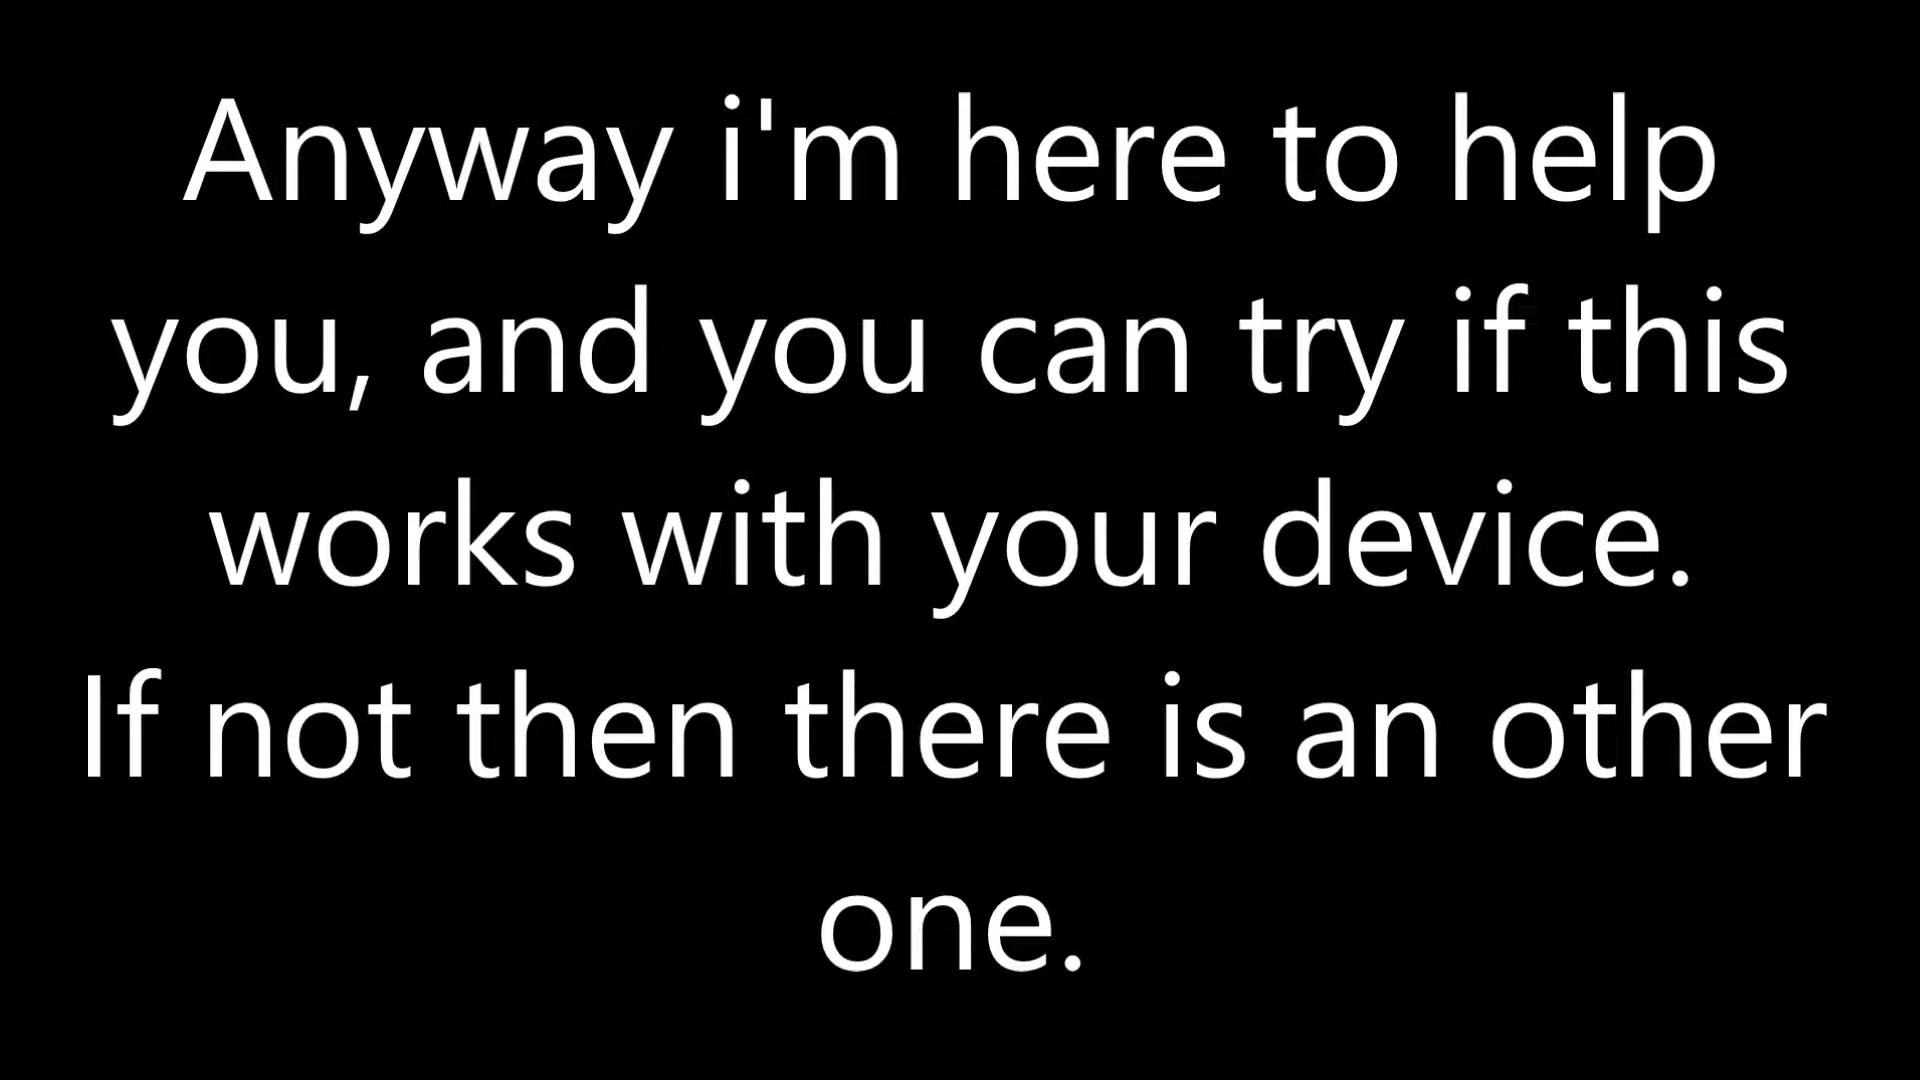 Anyway i'm here to help
you, and you can try if this
works with your device.
If not then there is an other
one.